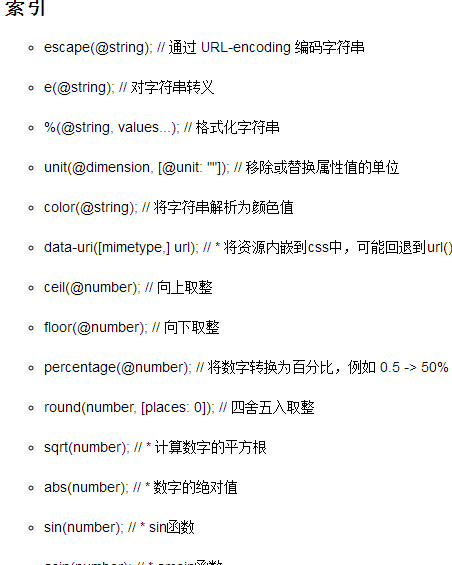 索引
escape(@string); // 通过 URL-encoding 编码字符串
e(@string); // 对字符串转义
%(@string, values...); // 格式化字符串
unit(@dimension, [@unit: ""]); // 移除或替换属性值的单位
color(@string); // 将字符串解析为颜色值
data-uri([mimetype,] url); // * 将资源内嵌到css中，可能回退到url()
ceil(@number); // 向上取整
floor(@number); // 向下取整
percentage(@number); // 将数字转换为百分比，例如 0.5 -> 50%
round(number, [places: 0]); // 四舍五入取整
sqrt(number); // * 计算数字的平方根
abs(number); // * 数字的绝对值
sin(number); // * sin函数